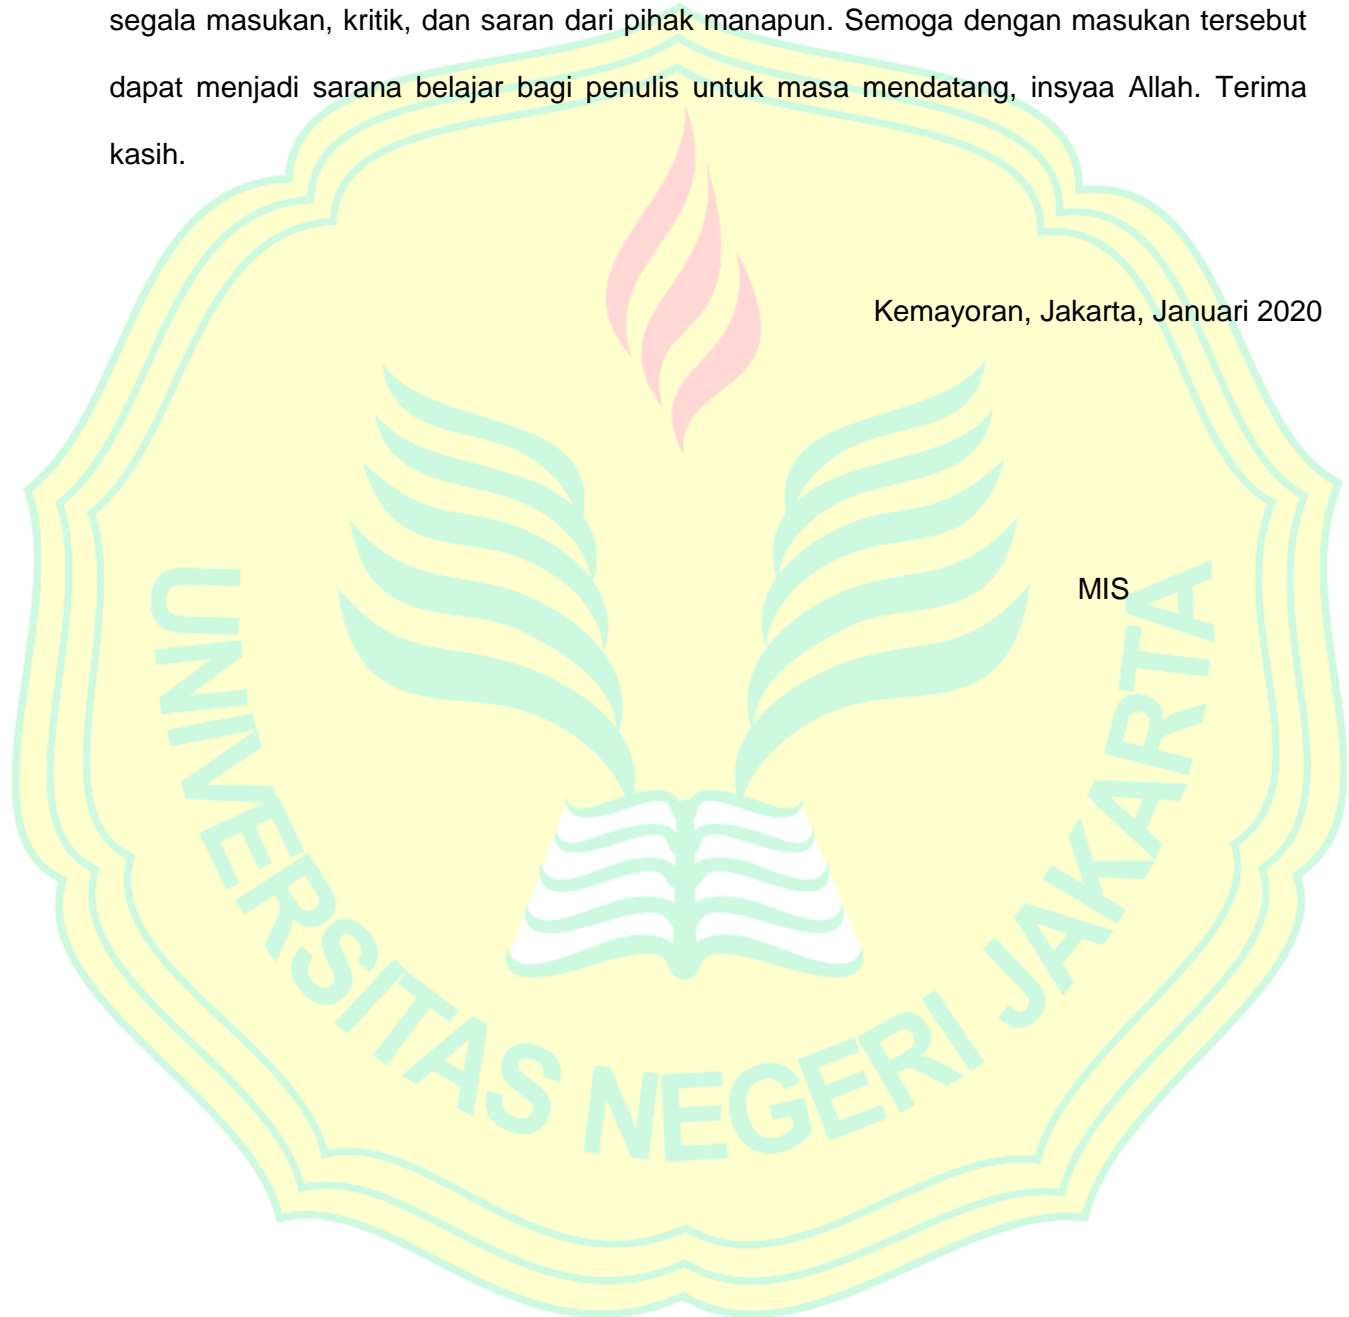 segala masukan, kritik, dan saran dari pihak manapun. Semoga dengan masukan tersebut
dapat menjadi sarana belajar bagi penulis untuk masa mendatang, insyaa Allah. Terima
kasih.
Kemayoran, Jakarta, Januari 2020
MIS
UNIVERSITAS NEGERI JAKARTA